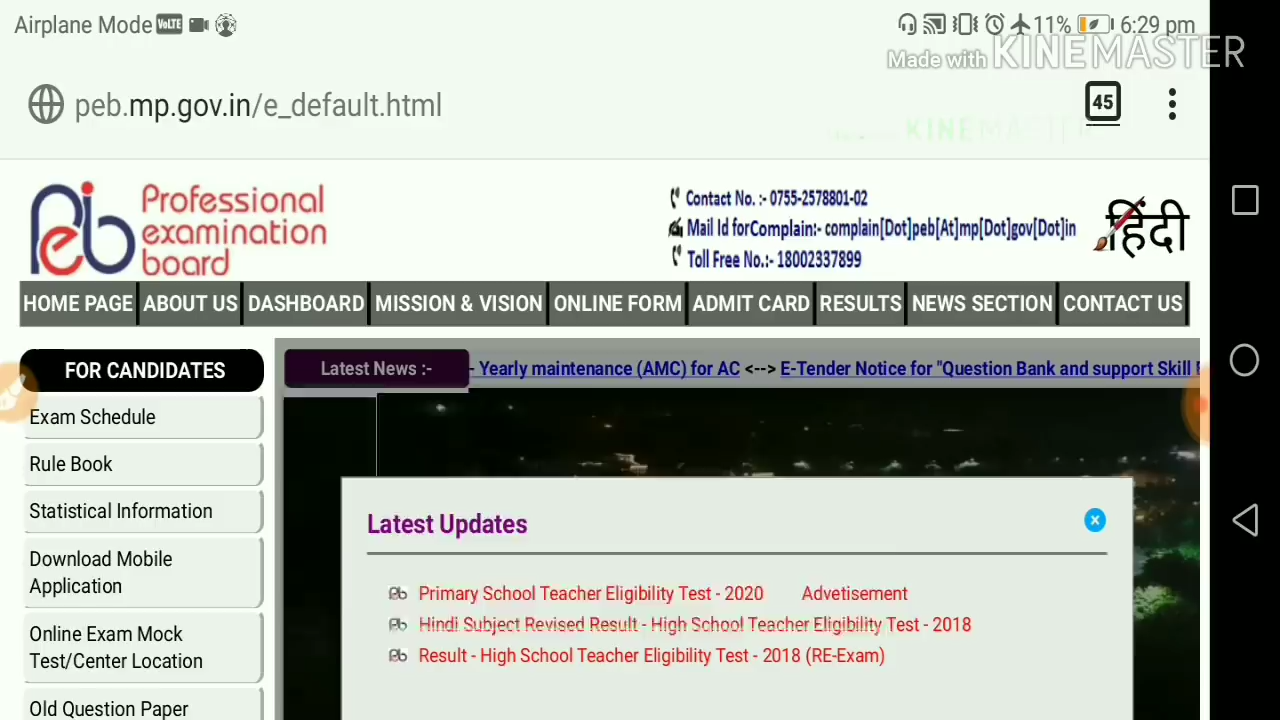 Airplane Mode VoLTE 11% 6:29 pm
Made with KINEMASTER
peb.mp.gov.in/e_default.html
45
KINEMASTER
Professional
examination
board
Peb
Contact No. :- 0755-2578801-02
Mail Id forComplain:- complain[Dot]peb[At]mp[Dot]gov[Dot]in
Toll Free No.:- 18002337899
हिंदी
HOME PAGE ABOUT US DASHBOARD MISSION & VISION ONLINE FORM ADMIT CARD RESULTS NEWS SECTION CONTACT US
FOR CANDIDATES
Exam Schedule
Rule Book
Statistical Information
Download Mobile
Application
Online Exam Mock
Test/Center Location
Old Question Paper
Latest News :-
- Yearly maintenance (AMC) for AC <--> E-Tender Notice for "Question Bank and support Skill
Latest Updates
x
Peb Primary School Teacher Eligibility Test - 2020 Advetisement
Peb Hindi Subject Revised Result - High School Teacher Eligibility Test - 2018
Peb Result - High School Teacher Eligibility Test - 2018 (RE-Exam)